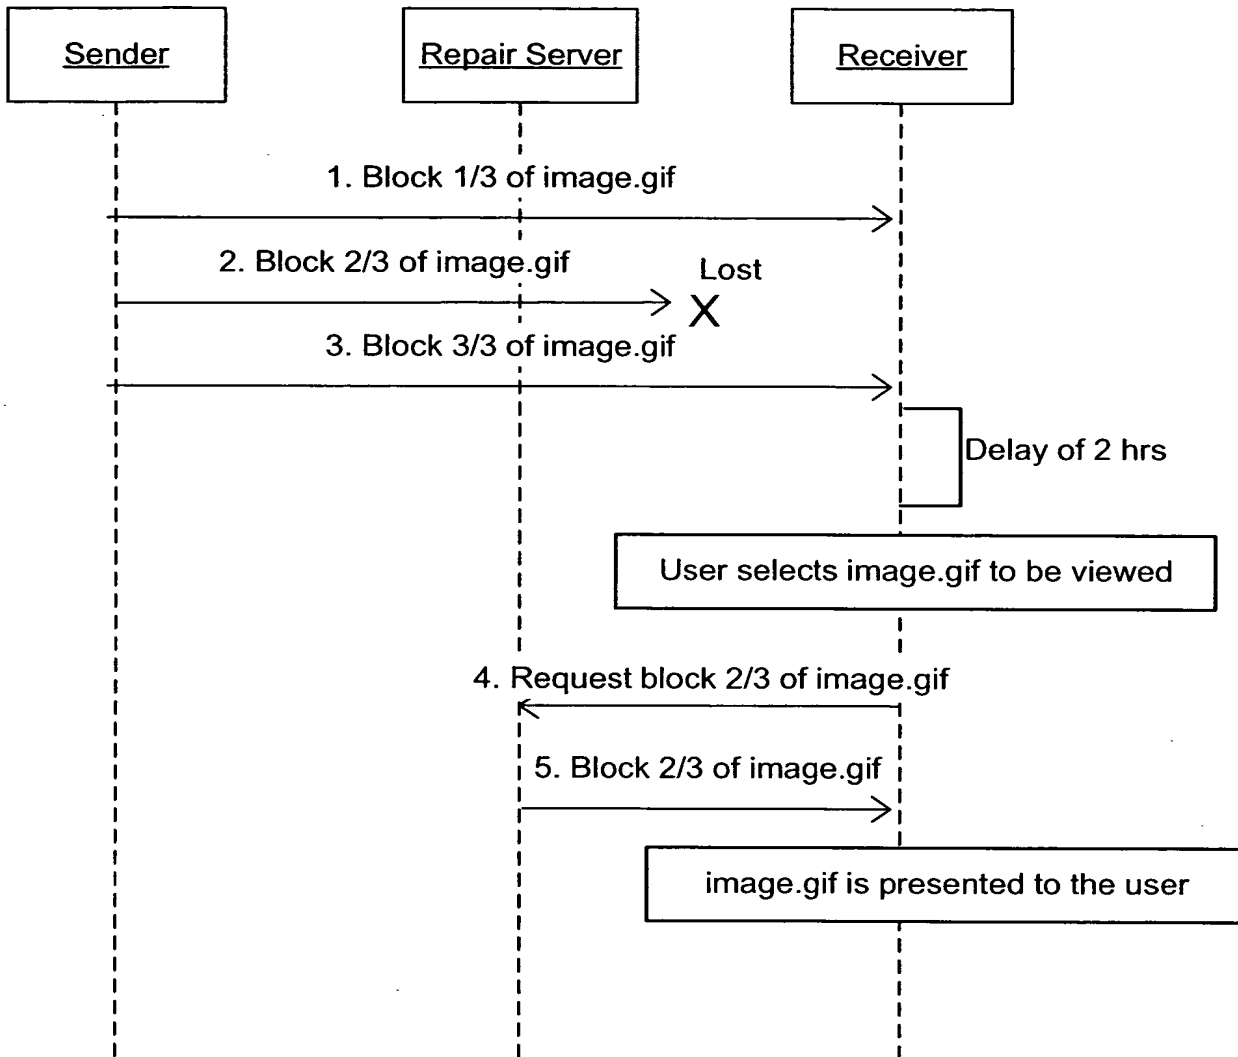 Sender
Repair Server
Receiver
1. Block 1/3 of image.gif
2. Block 2/3 of image.gif
Lost
X
3. Block 3/3 of image.gif
Delay of 2 hrs
User selects image.gif to be viewed
4. Request block 2/3 of image.gif
5. Block 2/3 of image.gif
image.gif is presented to the user